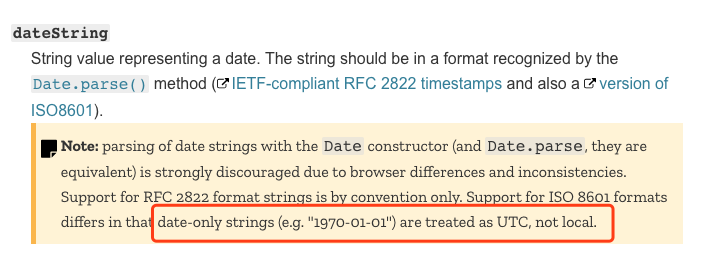 dateString
String value representing a date. The string should be in a format recognized by the
Date.parse() method (IETF-compliant RFC 2822 timestamps and also a version of
ISO8601).
Note: parsing of date strings with the Date constructor (and Date.parse, they are
equivalent) is strongly discouraged due to browser differences and inconsistencies.
Support for RFC 2822 format strings is by convention only. Support for ISO 8601 formats
differs in that date-only strings (e.g. "1970-01-01") are treated as UTC, not local.